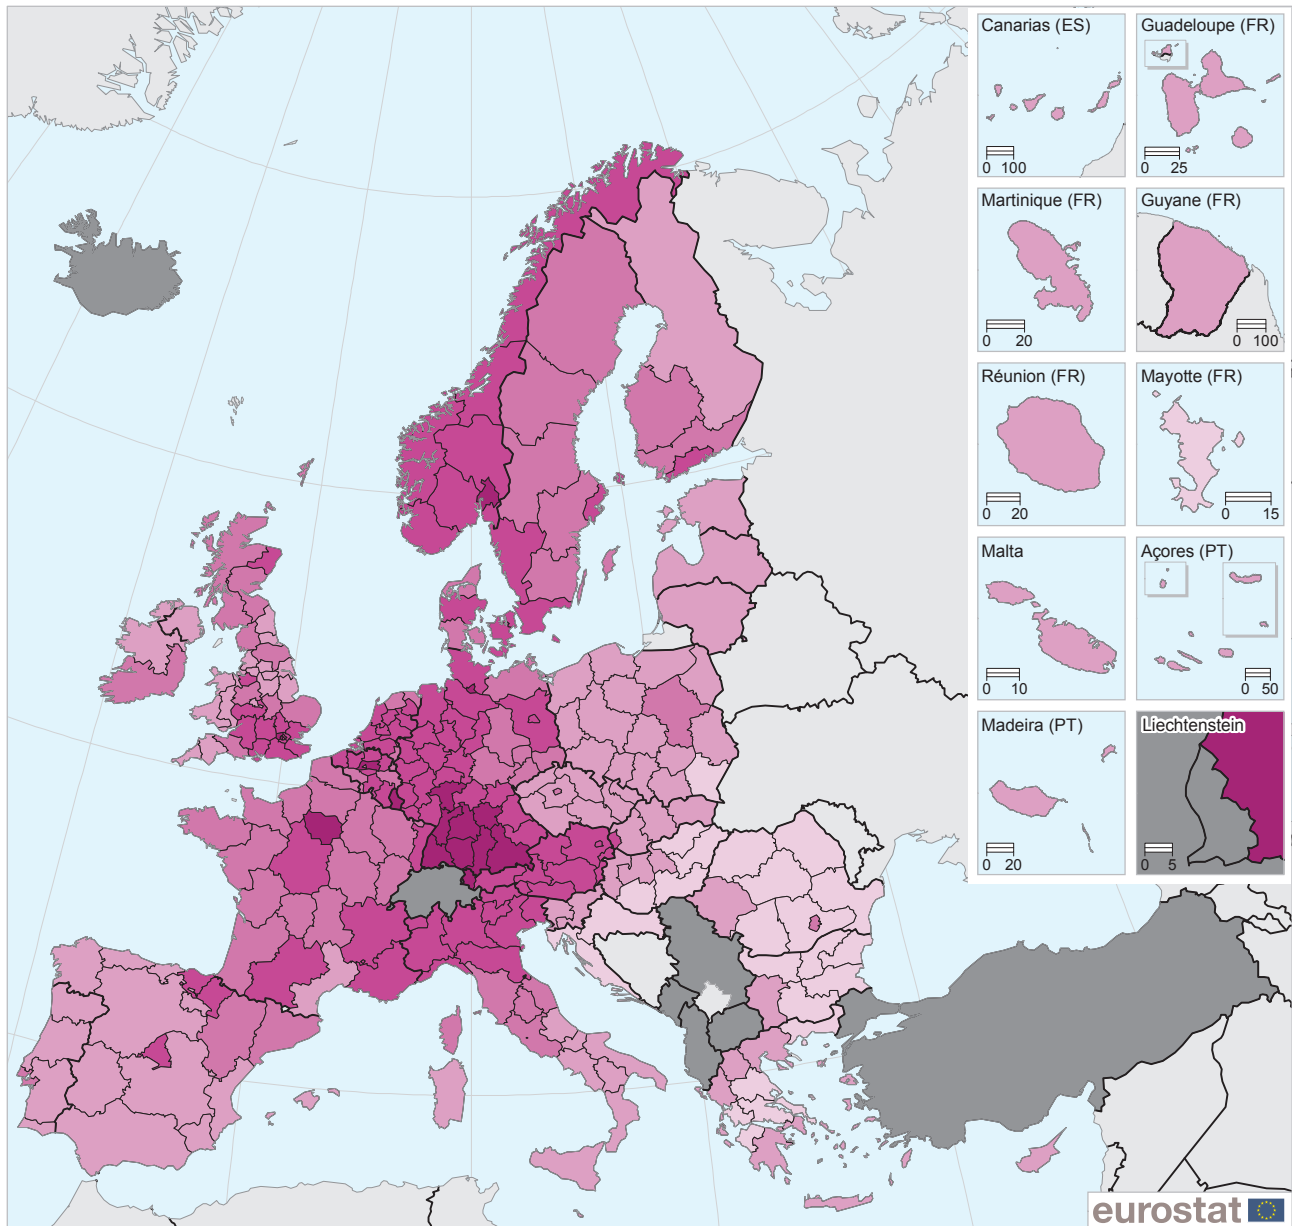 Canarias (ES)
0 100
Guadeloupe (FR)
0 25
Martinique (FR)
0 20
Guyane (FR)
0 100
Réunion (FR)
0 20
Mayotte (FR)
0 15
Malta
0 10
Açores (PT)
0 50
Madeira (PT)
0 20
Liechtenstein
0 5
eurostat